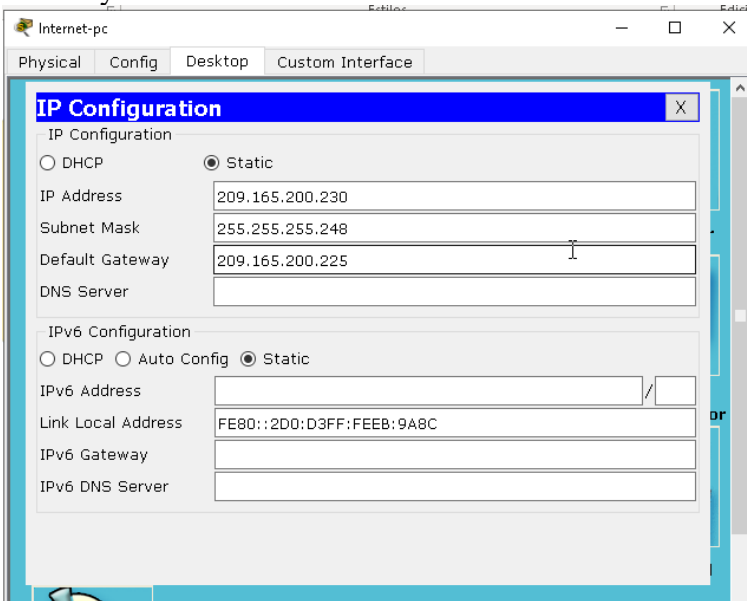 Internet-pc
Physical Config Desktop Custom Interface
IP Configuration X
IP Configuration
DHCP Static
IP Address 209.165.200.230
Subnet Mask 255.255.255.248
Default Gateway 209.165.200.225
DNS Server
IPv6 Configuration
DHCP Auto Config Static
IPv6 Address /
Link Local Address FE80::2D0:D3FF:FEEB:9A8C
IPv6 Gateway
IPv6 DNS Server